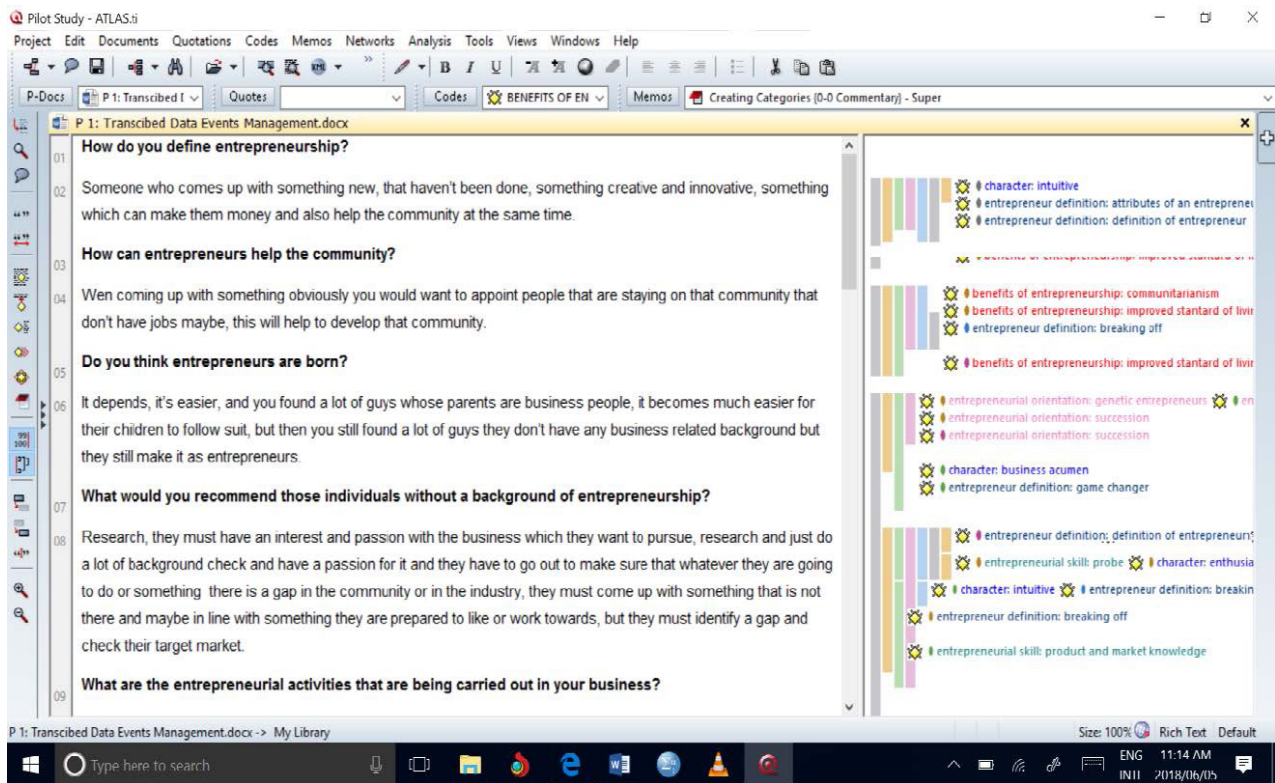 Pilot Study - ATLAS.ti
Project Edit Documents Quotations Codes Memos Networks Analysis Tools Views Windows Help
B I U
P-Docs P 1: Transcribed I Quotes Codes BENEFITS OF EN Memos Creating Categories {0-0 Commentary} - Super
P 1: Transcibed Data Events Management.docx
01 How do you define entrepreneurship?
02 Someone who comes up with something new, that haven't been done, something creative and innovative, something
which can make them money and also help the community at the same time.
character: intuitive
entrepreneur definition: attributes of an entrepreneu
entrepreneur definition: definition of entrepreneur
03 How can entrepreneurs help the community?
benefits of entrepreneurship: improved stantard of li
04 Wen coming up with something obviously you would want to appoint people that are staying on that community that
don't have jobs maybe, this will help to develop that community.
benefits of entrepreneurship: communitarianism
benefits of entrepreneurship: improved stantard of livir
entrepreneur definition: breaking off
05 Do you think entrepreneurs are born?
benefits of entrepreneurship: improved stantard of livir
06 It depends, it's easier, and you found a lot of guys whose parents are business people, it becomes much easier for
their chidren to follow suit, but then you still found a lot of guys they don't have any business related background but
they still make it as entrepreneurs.
entrepreneurial orientation: genetic entrepreneurs en
entrepreneurial orientation: succession
entrepreneurial orientation: succession
character: business acumen
entrepreneur definition: game changer
07 What would you recommend those individuals without a background of entrepreneurship?
08 Research, they must have an interest and passion with the business which they want to pursue, research and just do
a lot of background check and have a passion for it and they have to go out to make sure that whatever they are going
to do or something there is a gap in the community or in the industry, they must come up with something that is not
there and maybe in line with something they are prepared to like or work towards, but they must identify a gap and
check their target market.
entrepreneur definition: definition of entrepreneur
entrepreneurial skill: probe character: enthusia
character: intuitive entrepreneur definition: breakin
entrepreneur definition: breaking off
entrepreneurial skill: product and market knowledge
09 What are the entrepreneurial activities that are being carried out in your business?
P 1: Transcibed Data Events Management.docx -> My Library Size: 100% Rich Text Default
Type here to search
ENG 11:14 AM
INTL 2018/06/05